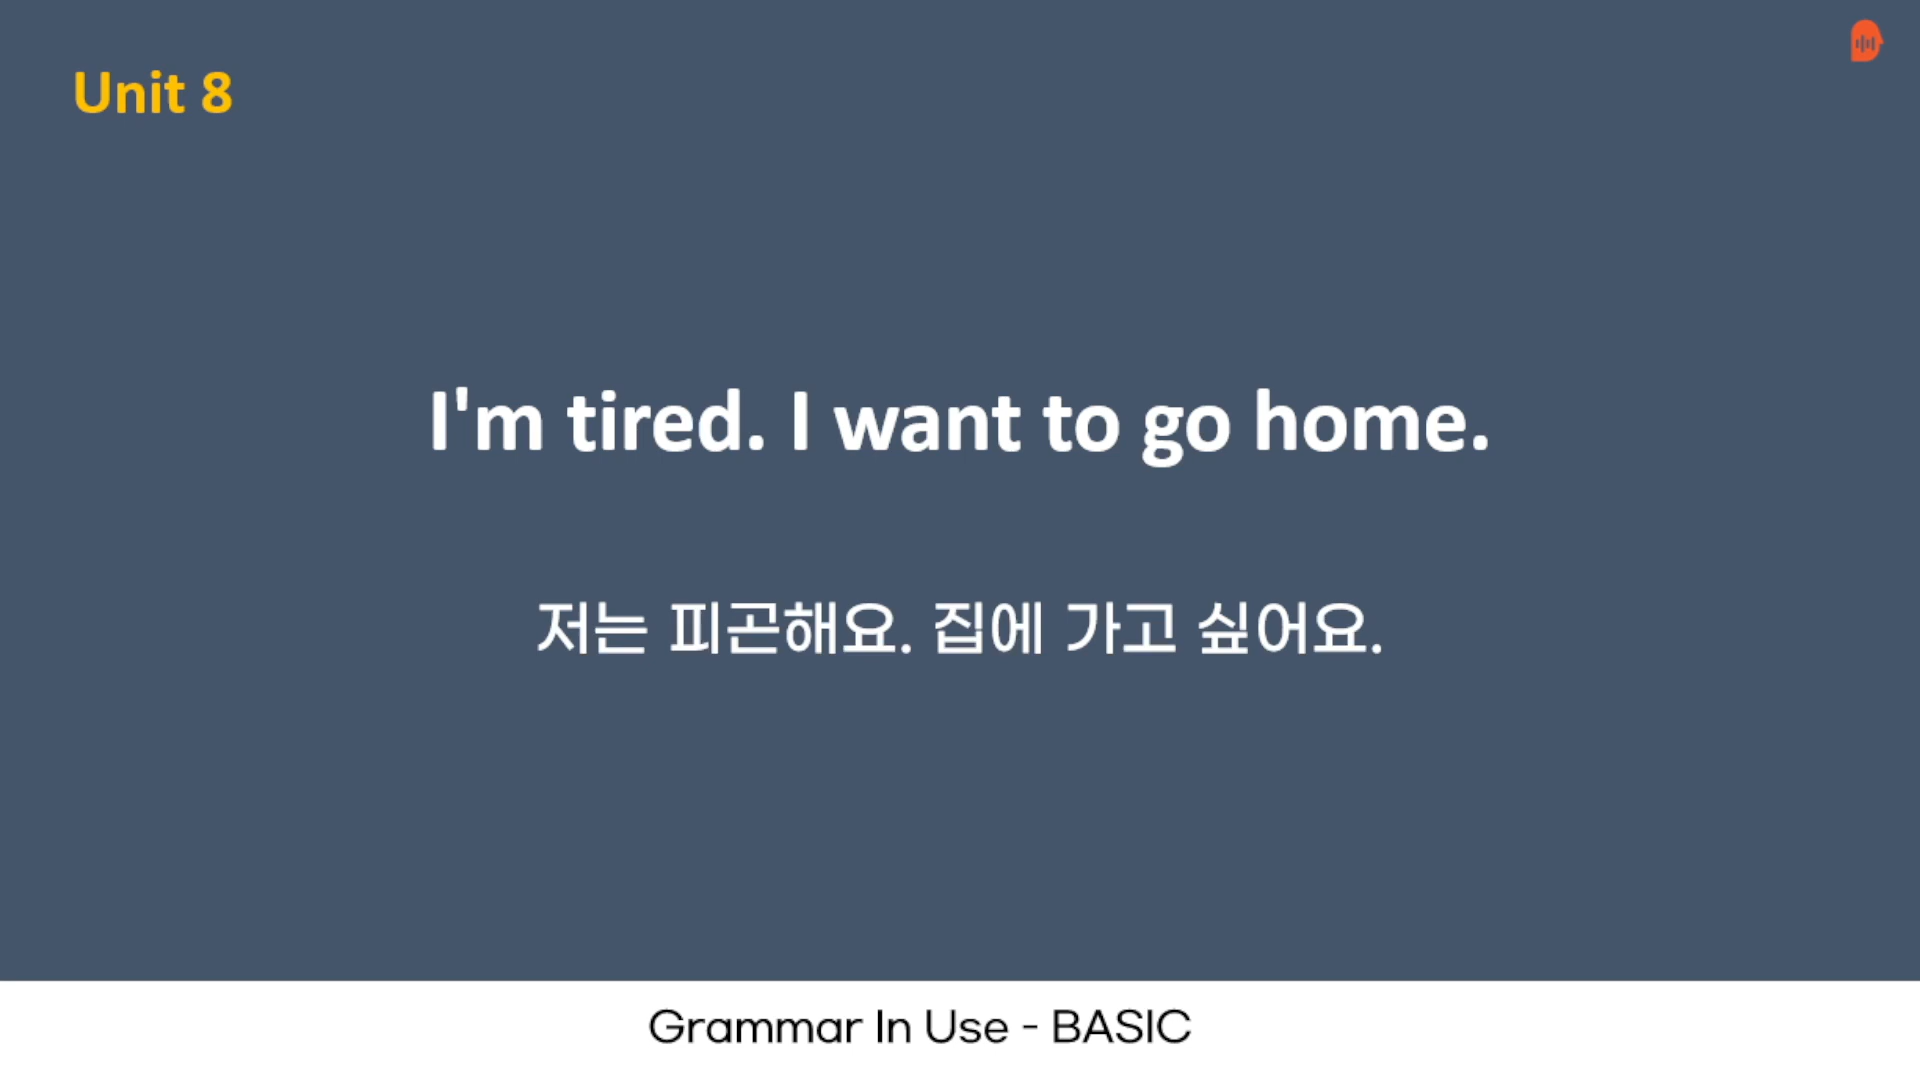 Unit 8
I'm tired. I want to go home.
저는 피곤해요. 집에 가고 싶어요.
Grammar In Use - BASIC